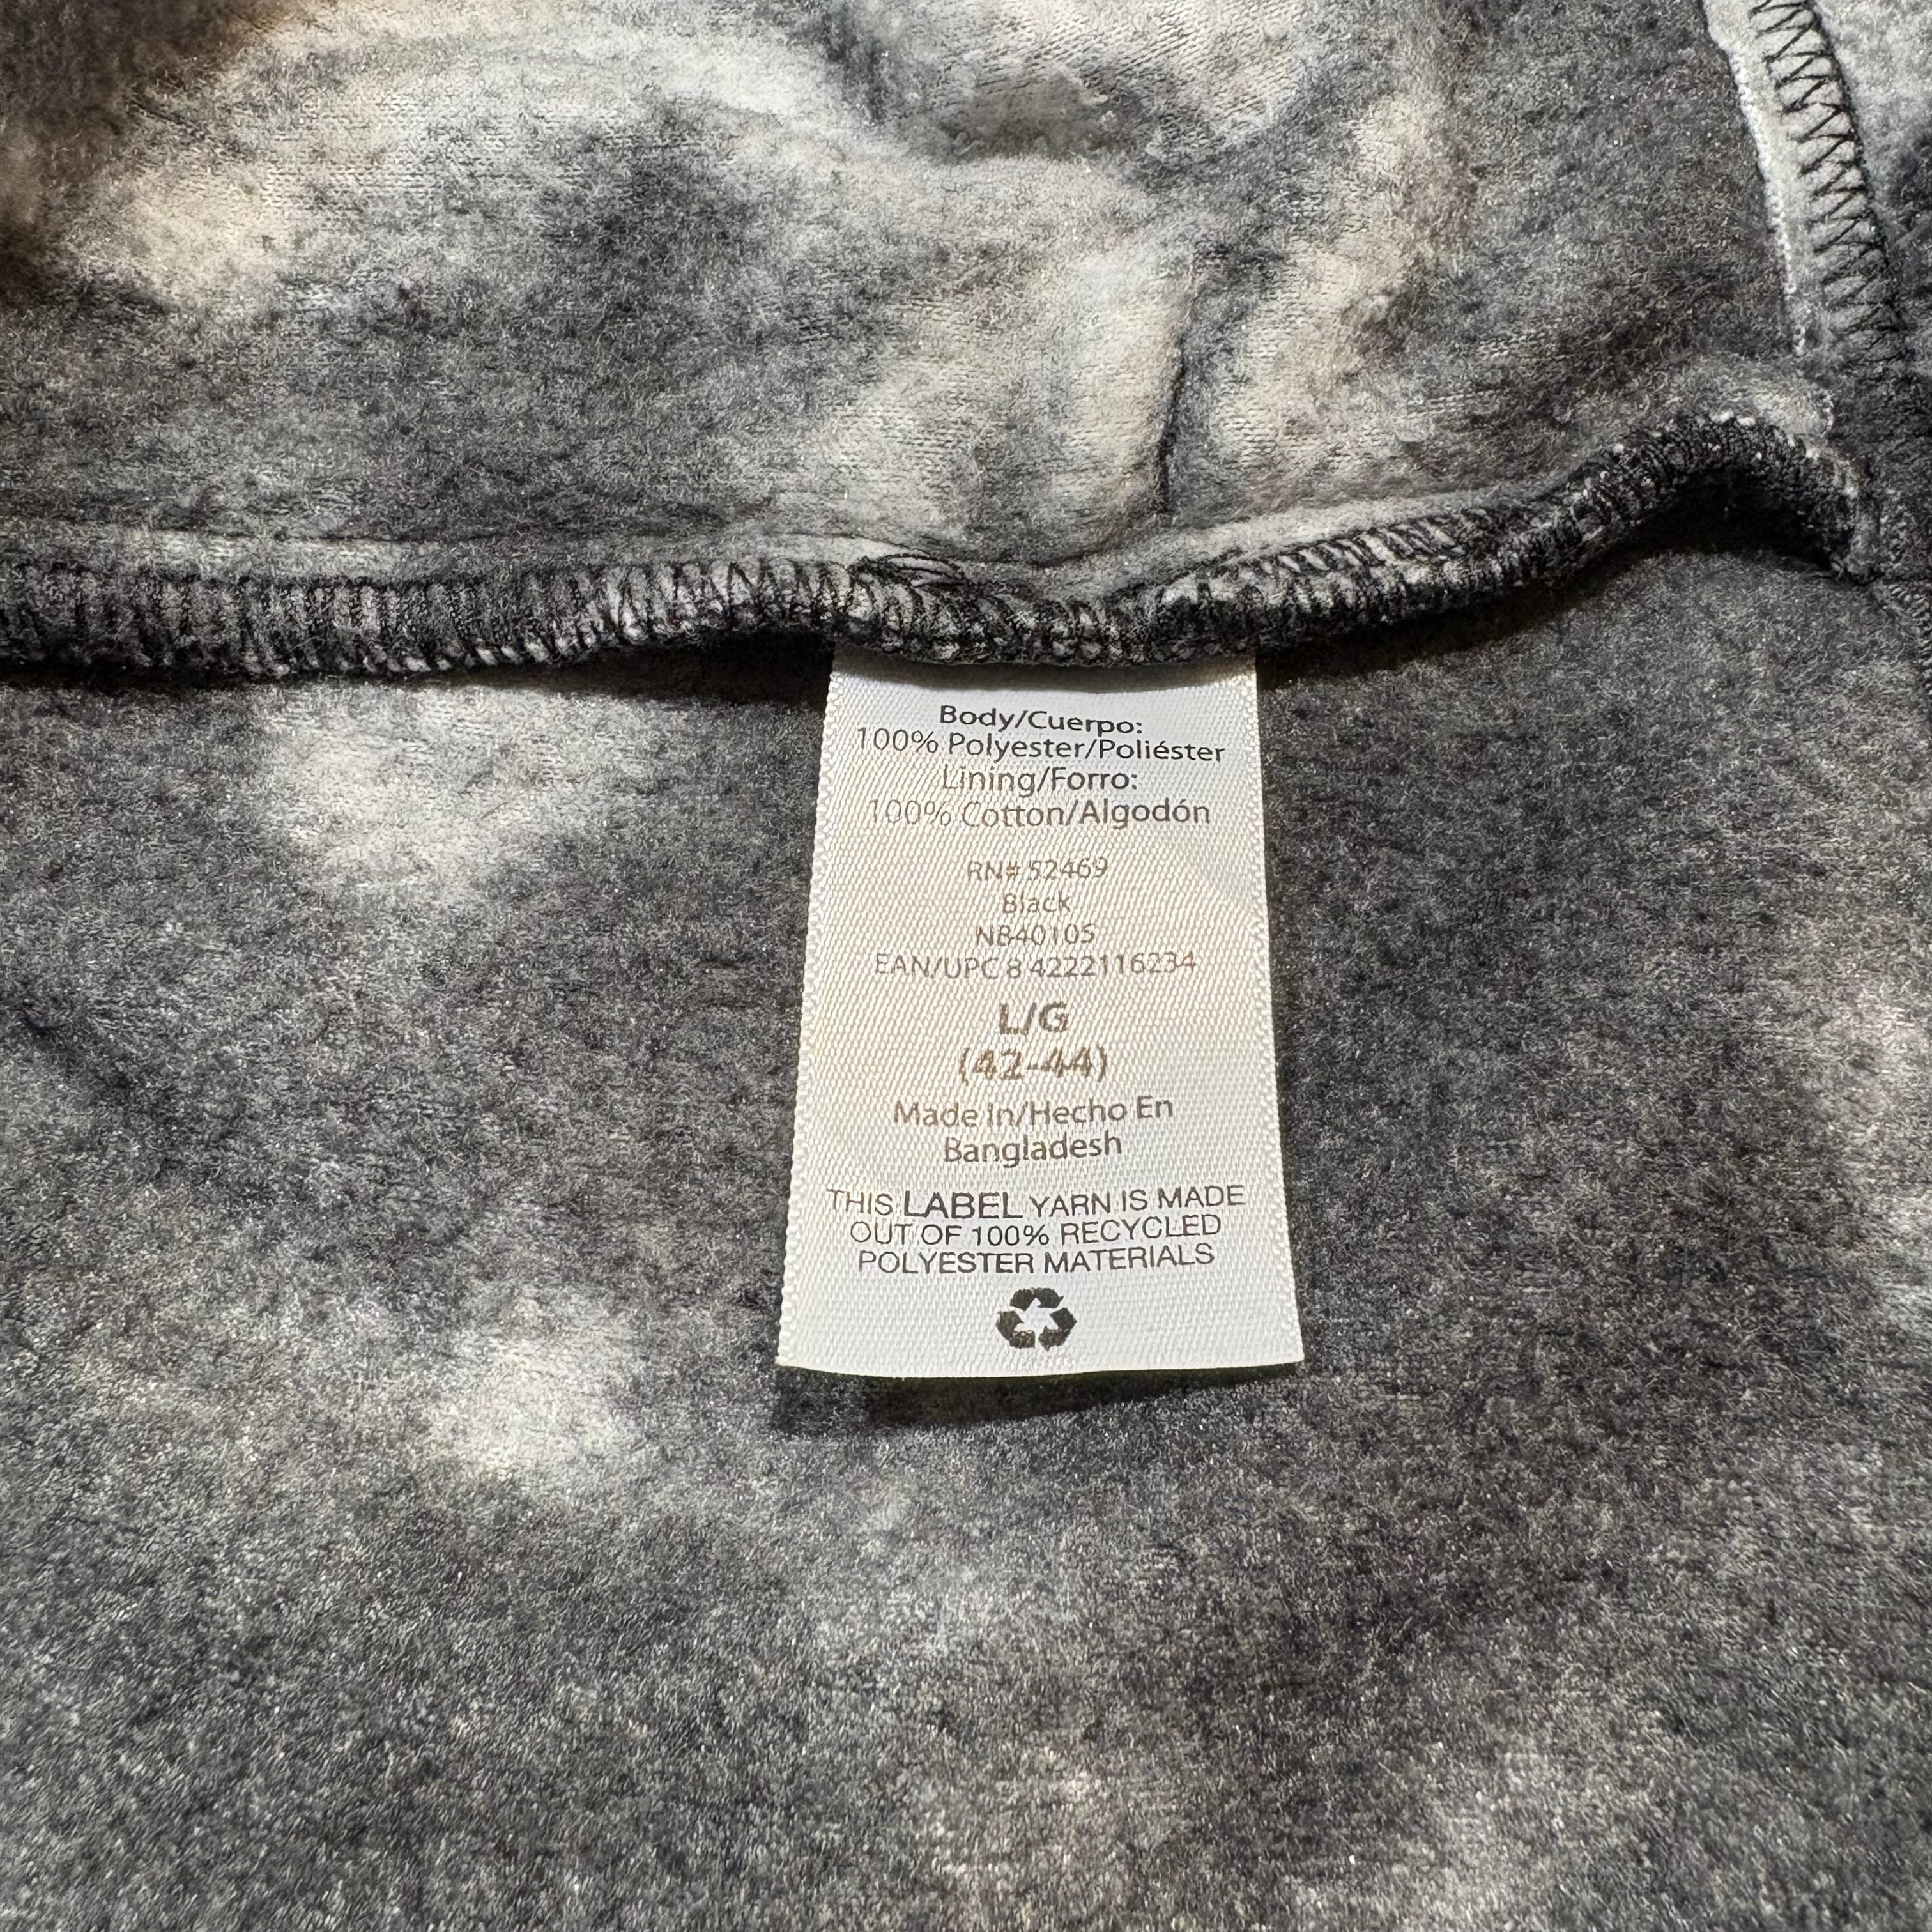 Body/Cuerpo:
100% Polyester/Poliéster
Lining/Forro:
100% Cotton/Algodón
RN# 52469
Black
NB40105
EAN/UPC 8 4222116234
L/G
(42-44)
Made In/Hecho En
Bangladesh
THIS LABEL YARN IS MADE
OUT OF 100% RECYCLED
POLYESTER MATERIALS